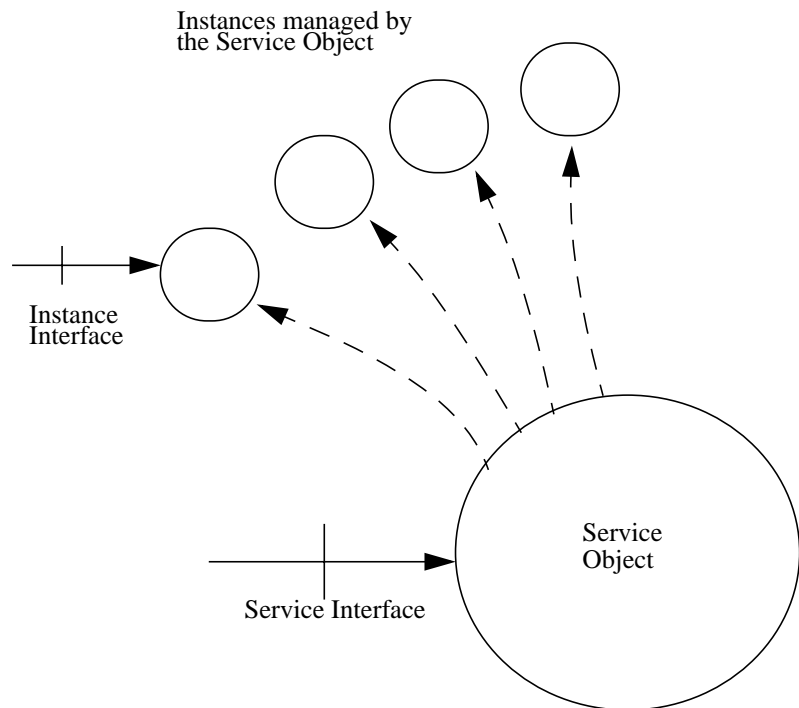 Instances managed by
the Service Object
Instance
Interface
Service
Object
Service Interface